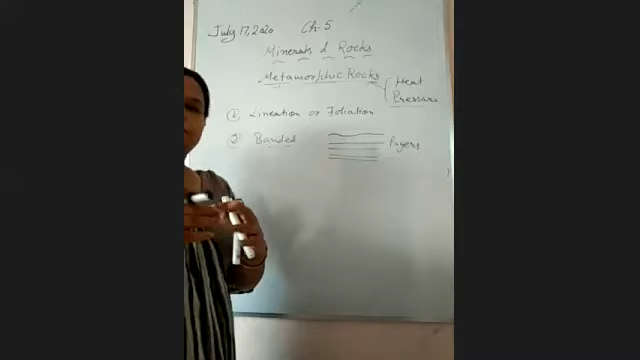 July 17, 2020 Ch-5
Minerals & Rocks
Metamorphic Rocks
Heat
Pressure
1. Lineation or Foliation
2. Banded
layers